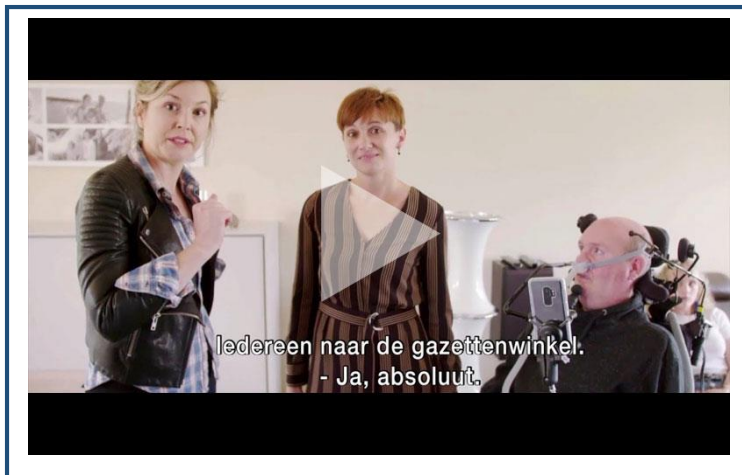 Iedereen naar de gazettenwinkel.
- Ja, absoluut.